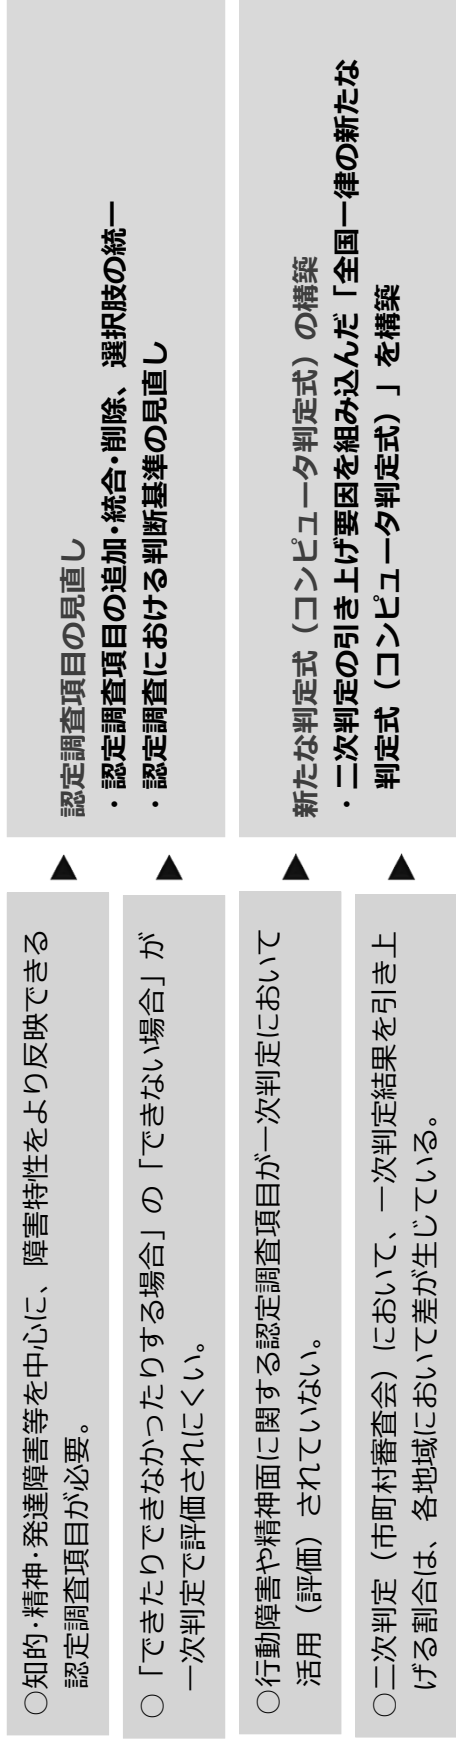 ○知的･精神･発達障害等を中心に、障害特性をより反映できる
認定調査項目が必要。
○「できたりできなかったりする場合」の「できない場合」が
一次判定で評価されにくい。
○行動障害や精神面に関する認定調査項目が一次判定において
活用（評価）されていない。
○二次判定（市町村審査会）において、一次判定結果を引き上
げる割合は、各地域において差が生じている。
▲
▲
▲
▲
認定調査項目の見直し
・認定調査項目の追加･統合･削除、選択肢の統一
・認定調査における判断基準の見直し
新たな判定式（コンピュータ判定式）の構築
・二次判定の引き上げ要因を組み込んだ「全国一律の新たな
判定式（コンピュータ判定式）」を構築